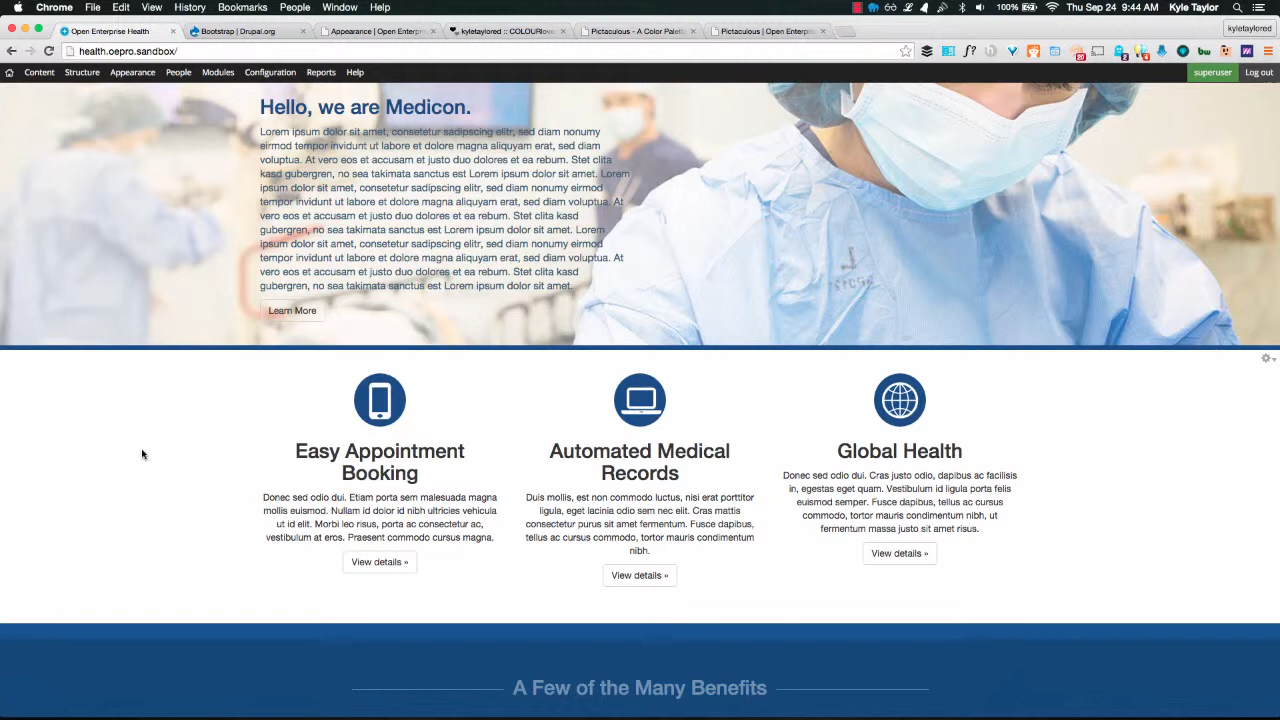 Chrome File Edit View History Bookmarks People Window Help 100% Thu Sep 24 9:44 AM Kyle Taylor
Open Enterprise Health Bootstrap | Drupal.org Appearance | Open Enterpri kyletaylored :: COLOURlove Pictaculous - A Color Palett Pictaculous | Open Enterpri kyletaylored
health.oepro.sandbox/
Content Structure Appearance People Modules Configuration Reports Help superuser Log out
Hello, we are Medicon.
Lorem ipsum dolor sit amet, consetetur sadipscing elitr, sed diam nonumy
eirmod tempor invidunt ut labore et dolore magna aliquyam erat, sed diam
voluptua. At vero eos et accusam et justo duo dolores et ea rebum. Stet clita
kasd gubergren, no sea takimata sanctus est Lorem ipsum dolor sit amet. Lorem
ipsum dolor sit amet, consetetur sadipscing elitr, sed diam nonumy eirmod
tempor invidunt ut labore et dolore magna aliquyam erat, sed diam voluptua. At
vero eos et accusam et justo duo dolores et ea rebum. Stet clita kasd
gubergren, no sea takimata sanctus est Lorem ipsum dolor sit amet. Lorem
ipsum dolor sit amet, consetetur sadipscing elitr, sed diam nonumy eirmod
tempor invidunt ut labore et dolore magna aliquyam erat, sed diam voluptua. At
vero eos et accusam et justo duo dolores et ea rebum. Stet clita kasd
gubergren, no sea takimata sanctus est Lorem ipsum dolor sit amet.
Learn More
Easy Appointment
Booking
Donec sed odio dui. Etiam porta sem malesuada magna
mollis euismod. Nullam id dolor id nibh ultricies vehicula
ut id elit. Morbi leo risus, porta ac consectetur ac,
vestibulum at eros. Praesent commodo cursus magna.
View details »
Automated Medical
Records
Duis mollis, est non commodo luctus, nisi erat porttitor
ligula, eget lacinia odio sem nec elit. Cras mattis
consectetur purus sit amet fermentum. Fusce dapibus,
tellus ac cursus commodo, tortor mauris condimentum
nibh.
View details »
Global Health
Donec sed odio dui. Cras justo odio, dapibus ac facilisis
in, egestas eget quam. Vestibulum id ligula porta felis
euismod semper. Fusce dapibus, tellus ac cursus
commodo, tortor mauris condimentum nibh, ut
fermentum massa justo sit amet risus.
View details »
A Few of the Many Benefits